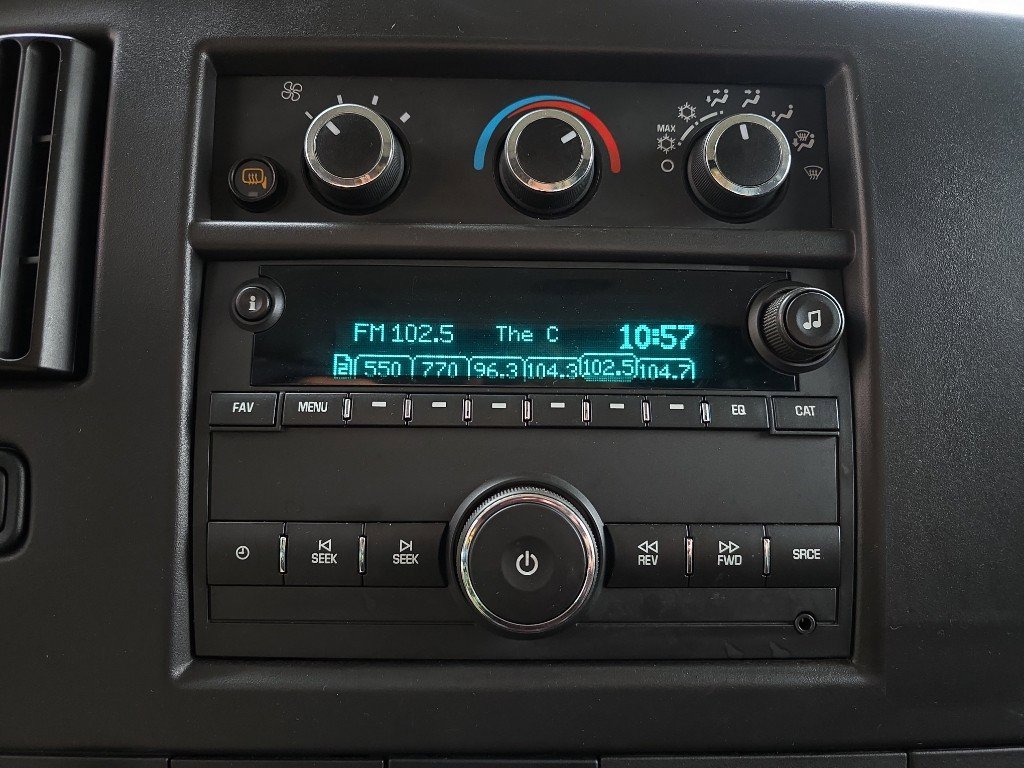 MAX
i
FM 102.5 The C 10:57
2 550 770 96.3 104.3 102.5 104.7
FAV MENU EQ CAT
SEEK SEEK REV FWD SRCE